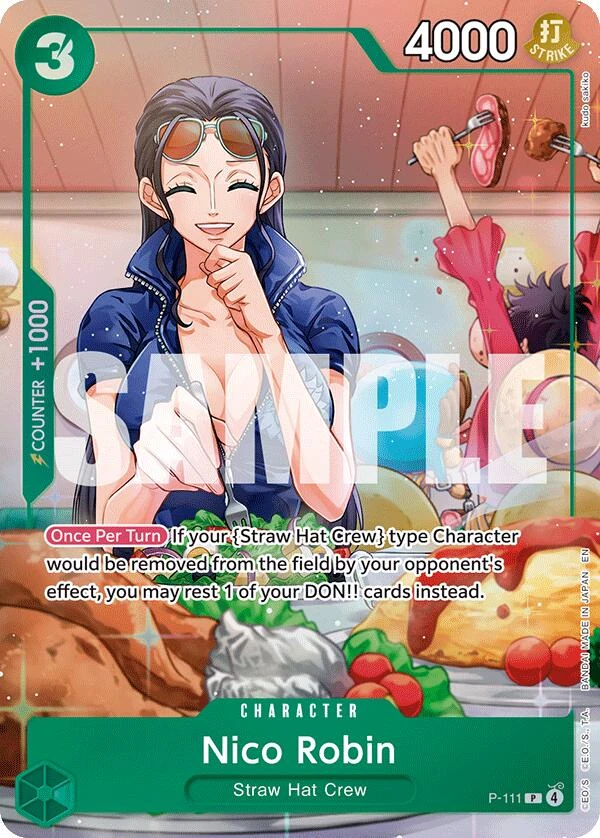 3
4000
打
STRIKE
kudo sakiko
COUNTER +1000
SAMPLE
Once Per Turn If your {Straw Hat Crew} type Character
would be removed from the field by your opponent's
effect, you may rest 1 of your DON!! cards instead.
©E.O/S ©E.O./S., T.A. BANDAI MADE IN JAPAN EN
CHARACTER
Nico Robin
Straw Hat Crew
P-111 P 4